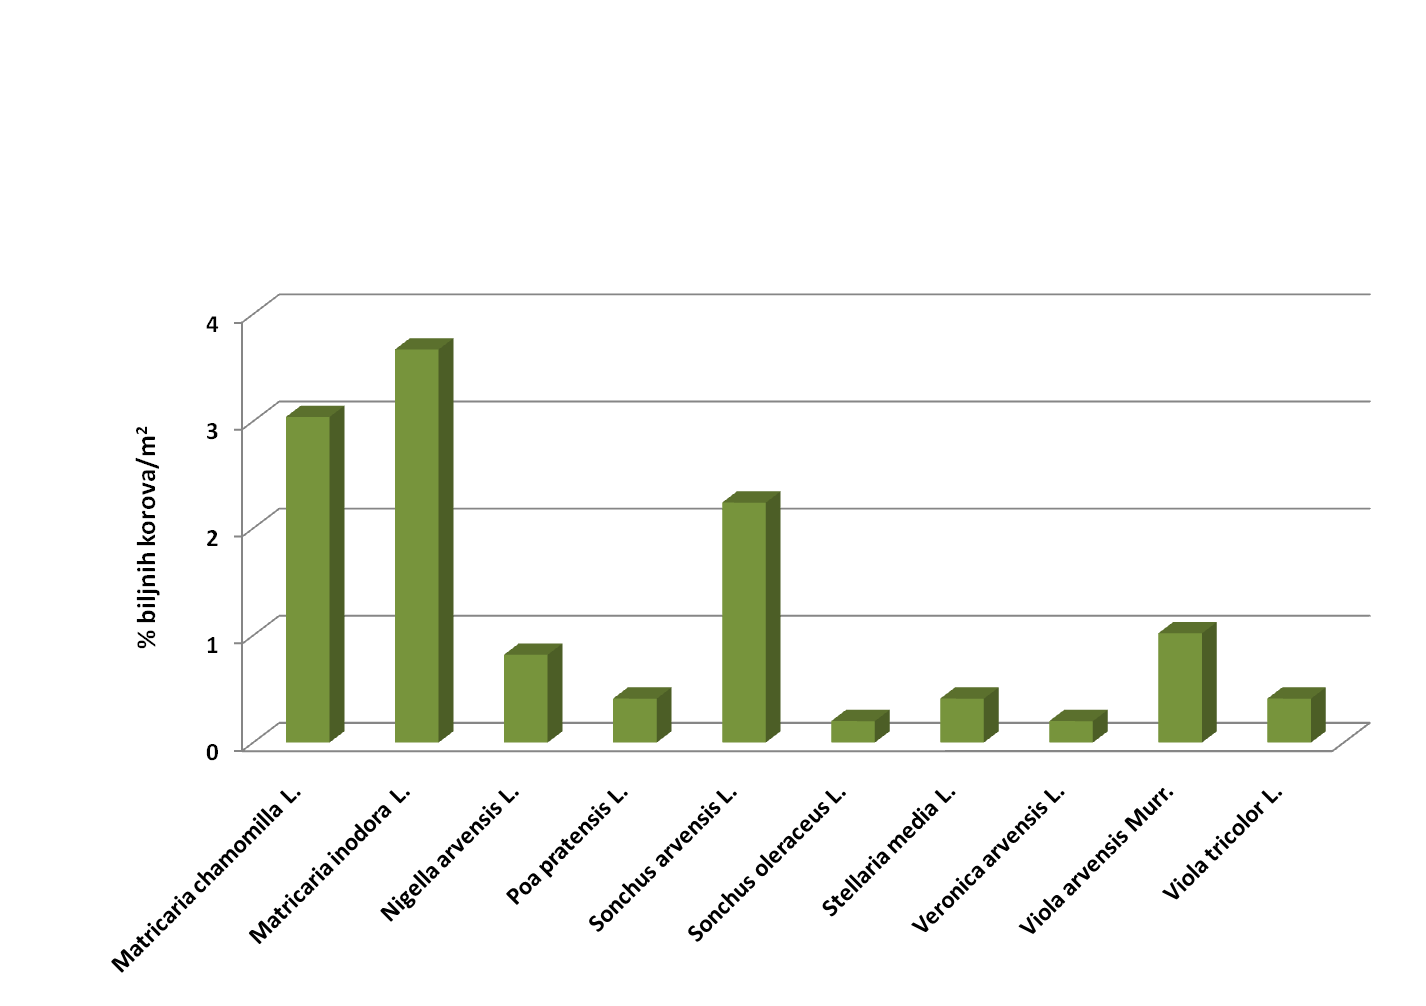 4
3
2
1
0
% biljnih korova/m²
Matricaria chamomilla L.
Matricaria inodora L.
Nigella arvensis L.
Poa pratensis L.
Sonchus arvensis L.
Sonchus oleraceus L.
Stellaria media L.
Veronica arvensis L.
Viola arvensis Murr.
Viola tricolor L.